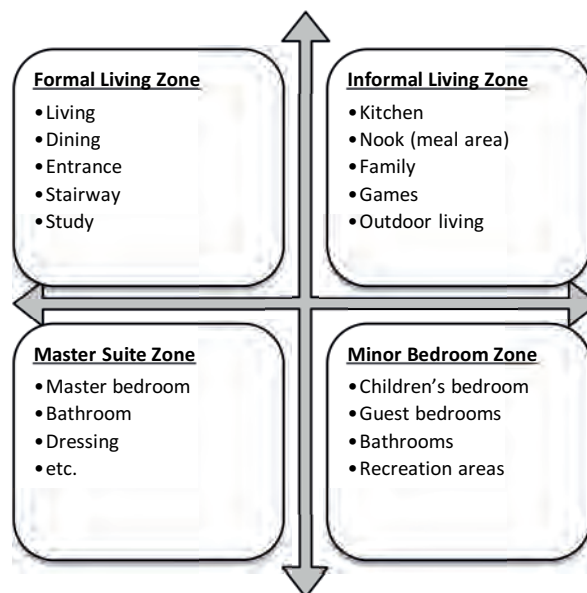 Formal Living Zone
•Living
•Dining
•Entrance
•Stairway
•Study
Informal Living Zone
•Kitchen
•Nook (meal area)
•Family
•Games
•Outdoor living
Master Suite Zone
•Master bedroom
•Bathroom
•Dressing
•etc.
Minor Bedroom Zone
•Children’s bedroom
•Guest bedrooms
•Bathrooms
•Recreation areas